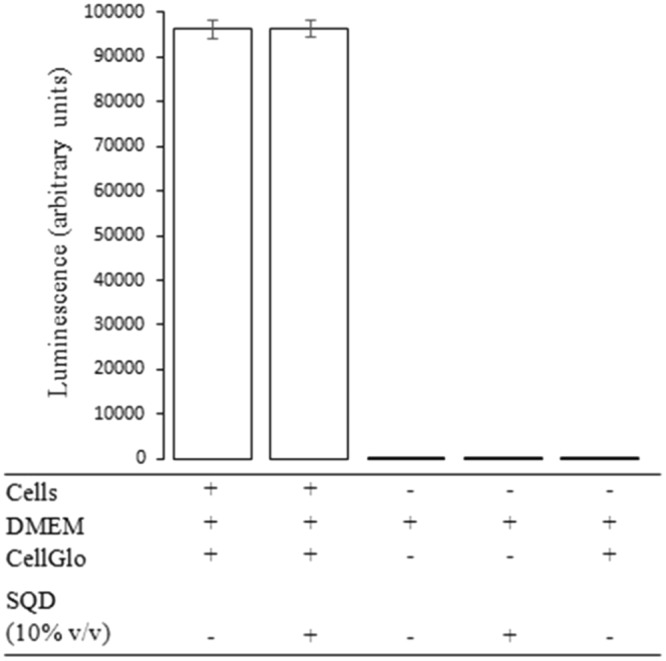 Luminescence (arbitrary units)
100000
90000
80000
70000
60000
50000
40000
30000
20000
10000
0
Cells + + - - -
DMEM + + + + +
CellGlo + + - - +
SQD
(10% v/v) - + - + -